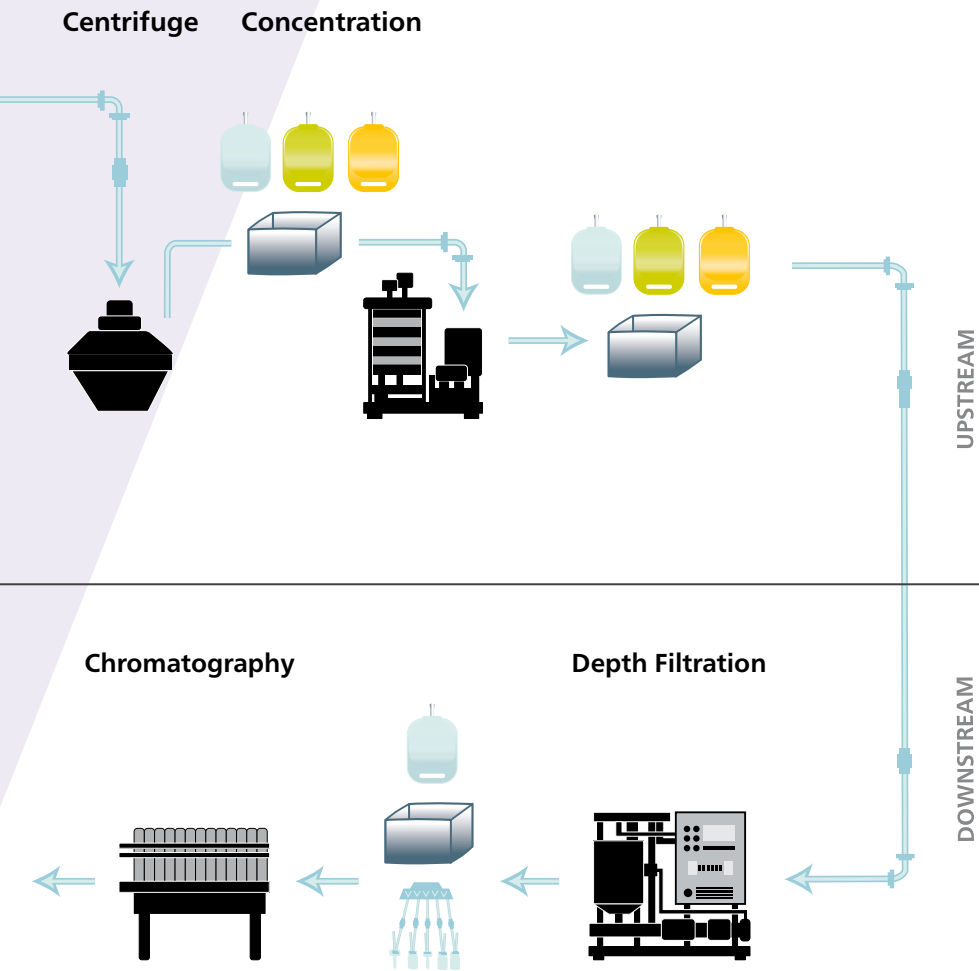 Centrifuge
Concentration
UPSTREAM
Chromatography
Depth Filtration
DOWNSTREAM